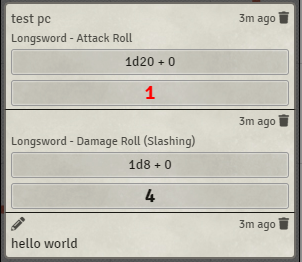 test pc 3m ago
Longsword - Attack Roll
1d20 + 0
1
3m ago
Longsword - Damage Roll (Slashing)
1d8 + 0
4
3m ago
hello world